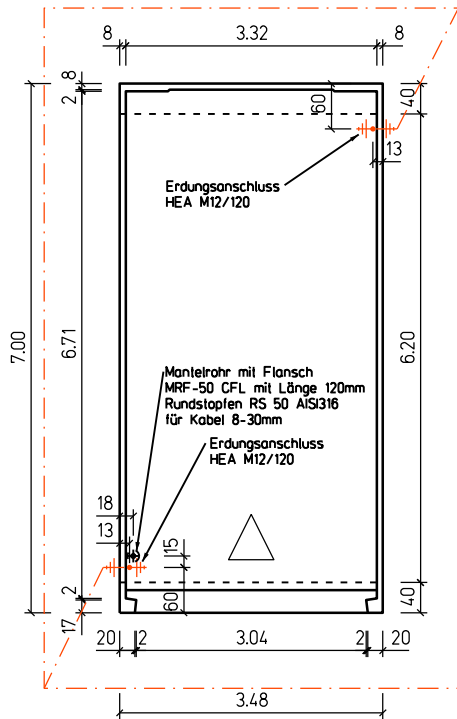 8 3.32 8
8
2
60
40
13
Erdungsanschluss
HEA M12/120
7.00
6.71
6.20
Mantelrohr mit Flansch
MRF-50 CFL mit Länge 120mm
Rundstopfen RS 50 AISI316
für Kabel 8-30mm
Erdungsanschluss
HEA M12/120
18
13
15
60
2
17
40
20 2 3.04 2 20
3.48